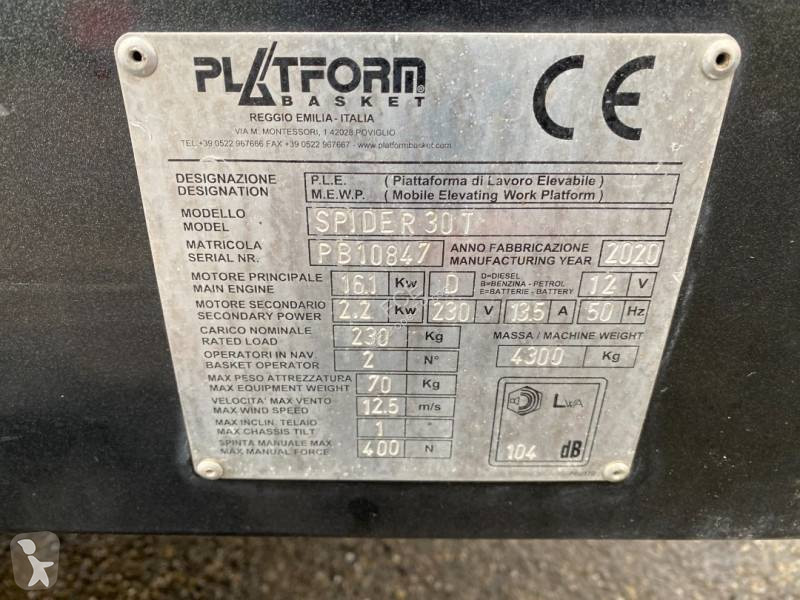 PLATFORM®
BASKET
CE
REGGIO EMILIA - ITALIA
VIA M. MONTESSORI, 1 42028 POVIGLIO
TEL.+39 0522 967666 FAX +39 0522 967667 - www.platformbasket.com
DESIGNAZIONE P.L.E. ( Piattaforma di Lavoro Elevabile )
DESIGNATION M.E.W.P. ( Mobile Elevating Work Platform )
MODELLO
MODEL SPIDER 30 T
MATRICOLA ANNO FABBRICAZIONE
SERIAL NR. PB10847 MANUFACTURING YEAR 2020
MOTORE PRINCIPALE D=DIESEL
MAIN ENGINE 16.1 Kw D B=BENZINA - PETROL 12 V
E=BATTERIE - BATTERY
MOTORE SECONDARIO
SECONDARY POWER 2.2 Kw 230 V 13.5 A 50 Hz
CARICO NOMINALE
RATED LOAD 230 Kg MASSA / MACHINE WEIGHT
OPERATORI IN NAV. 4300 Kg
BASKET OPERATOR 2 N°
MAX PESO ATTREZZATURA
MAX EQUIPMENT WEIGHT 70 Kg
VELOCITA' MAX VENTO
MAX WIND SPEED 12.5 m/s LWA
MAX INCLIN. TELAIO
MAX CHASSIS TILT 1 °
SPINTA MANUALE MAX
MAX MANUAL FORCE 400 N 104 dB